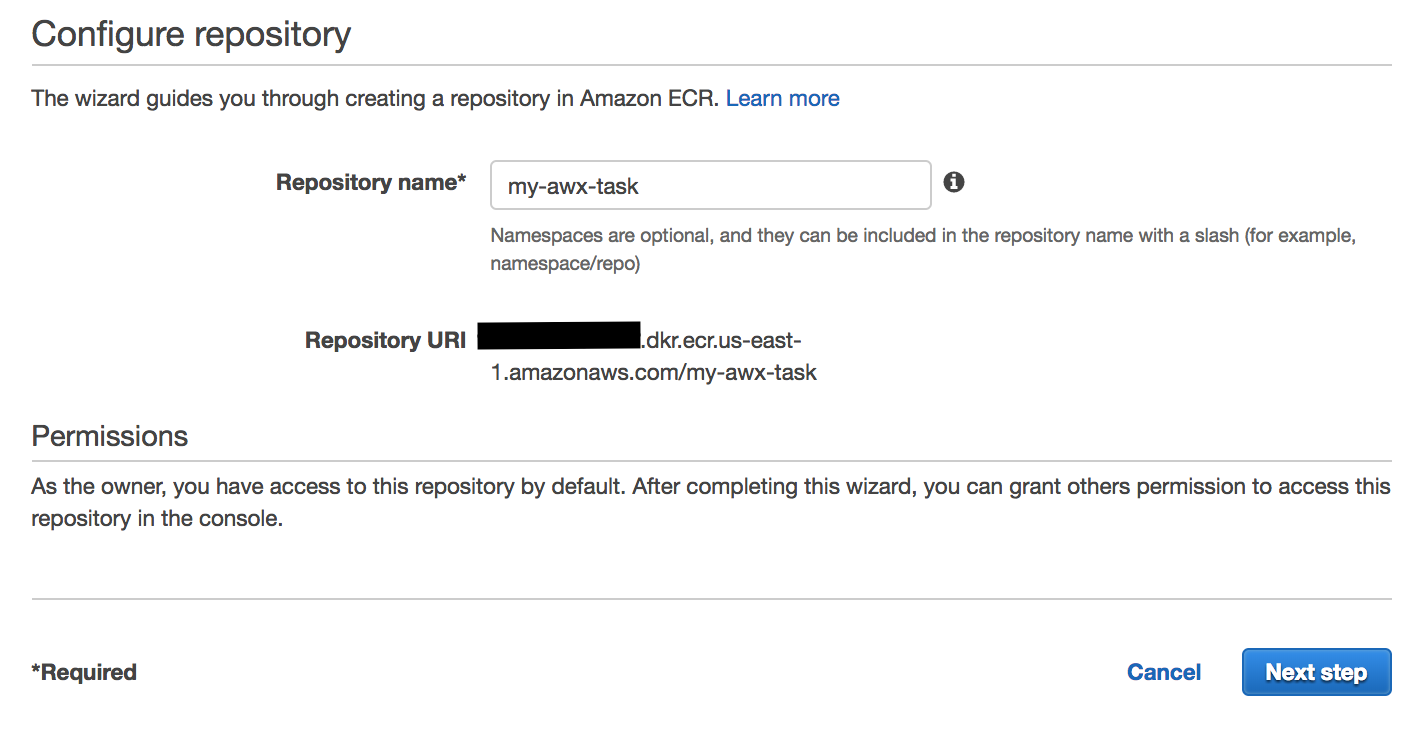 Configure repository
The wizard guides you through creating a repository in Amazon ECR. Learn more
Repository name* my-awx-task
Namespaces are optional, and they can be included in the repository name with a slash (for example,
namespace/repo)
Repository URI .dkr.ecr.us-east-
1.amazonaws.com/my-awx-task
Permissions
As the owner, you have access to this repository by default. After completing this wizard, you can grant others permission to access this
repository in the console.
*Required Cancel Next step